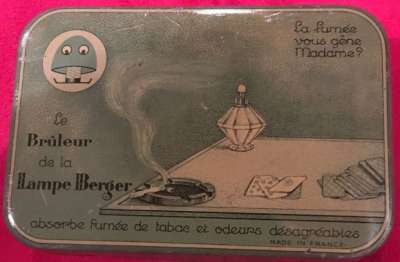 La fumée
vous gêne
Madame?
Le
Brûleur
de la
Lampe Berger
absorbe fumée de tabac et odeurs désagréables
MADE IN FRANCE